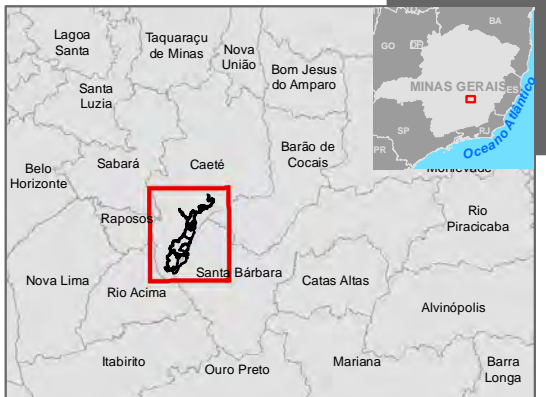 Lagoa
Santa
Taquaraçu
de Minas
Nova
União
Bom Jesus
do Amparo
Santa
Luzia
Sabará
Caeté
Barão de
Cocais
Belo
Horizonte
Raposos
Rio
Piracicaba
Nova Lima
Santa Bárbara
Catas Altas
Rio Acima
Alvinópolis
Itabirito
Ouro Preto
Mariana
Barra
Longa
BA
GO
DF
MINAS GERAIS
ES
SP
RJ
PR
Oceano Atlântico